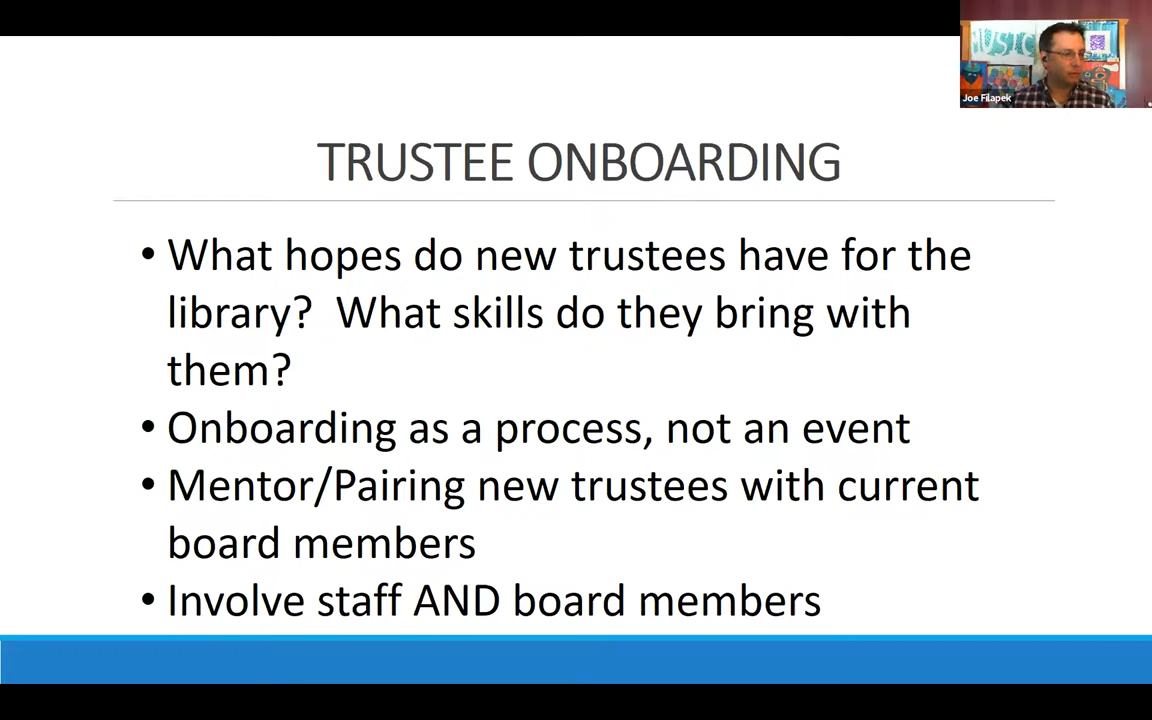 MUSIC
Joe Filapek
TRUSTEE ONBOARDING
• What hopes do new trustees have for the
library?  What skills do they bring with
them?
• Onboarding as a process, not an event
• Mentor/Pairing new trustees with current
board members
• Involve staff AND board members